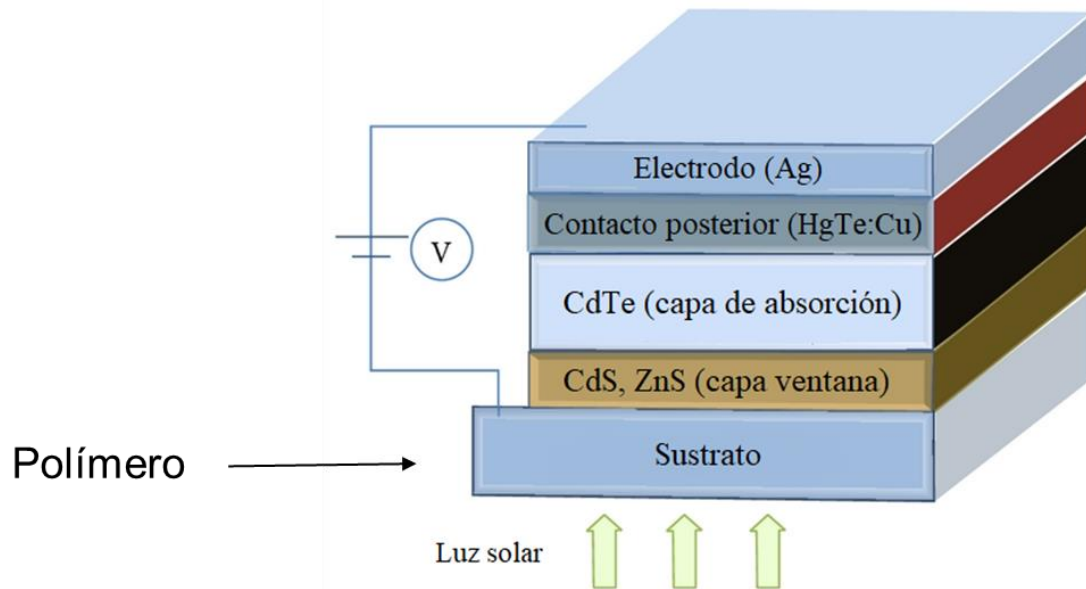 Electrodo (Ag)
Contacto posterior (HgTe:Cu)
V
CdTe (capa de absorción)
CdS, ZnS (capa ventana)
Polímero
Sustrato
Luz solar